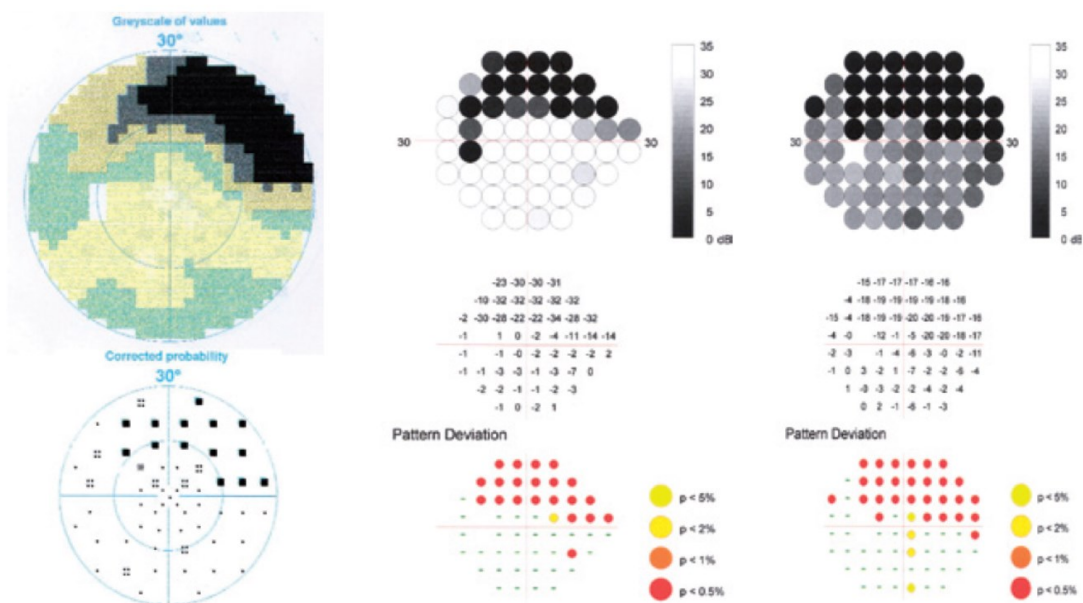 Greyscale of values
30°
Corrected probability
30°
35
30
25
20
15
10
5
0 dB
30
30
-23 -30 -30 -31
-10 -32 -32 -32 -32 -32
-2 -30 -28 -22 -22 -34 -28 -32
-1 1 0 -2 -4 -11 -14 -14
-1 -1 -0 -2 -2 -2 -2 2
-1 -1 -3 -1 -3 -3 -7 0
-2 -2 -1 -1 -2 -3
-1 0 -2 1
Pattern Deviation
p < 5%
p < 2%
p < 1%
p < 0.5%
35
30
25
20
15
10
5
0 dB
30
30
-15 -17 -17 -17 -16 -16
-4 -18 -19 -19 -19 -19 -18 -16
-15 -4 -19 -19 -19 -20 -19 -19 -18 -16
-4 -0 -12 -1 -5 -20 -20 -18 -17
-2 -3 -1 -4 -5 -3 -2 -3 -11
-1 -0 3 -2 -1 -7 -2 -2 -6 -4
1 -0 -3 -3 -6 -2 -2 -4
0 2 -1 -6 -1 -3
Pattern Deviation
p < 5%
p < 2%
p < 1%
p < 0.5%